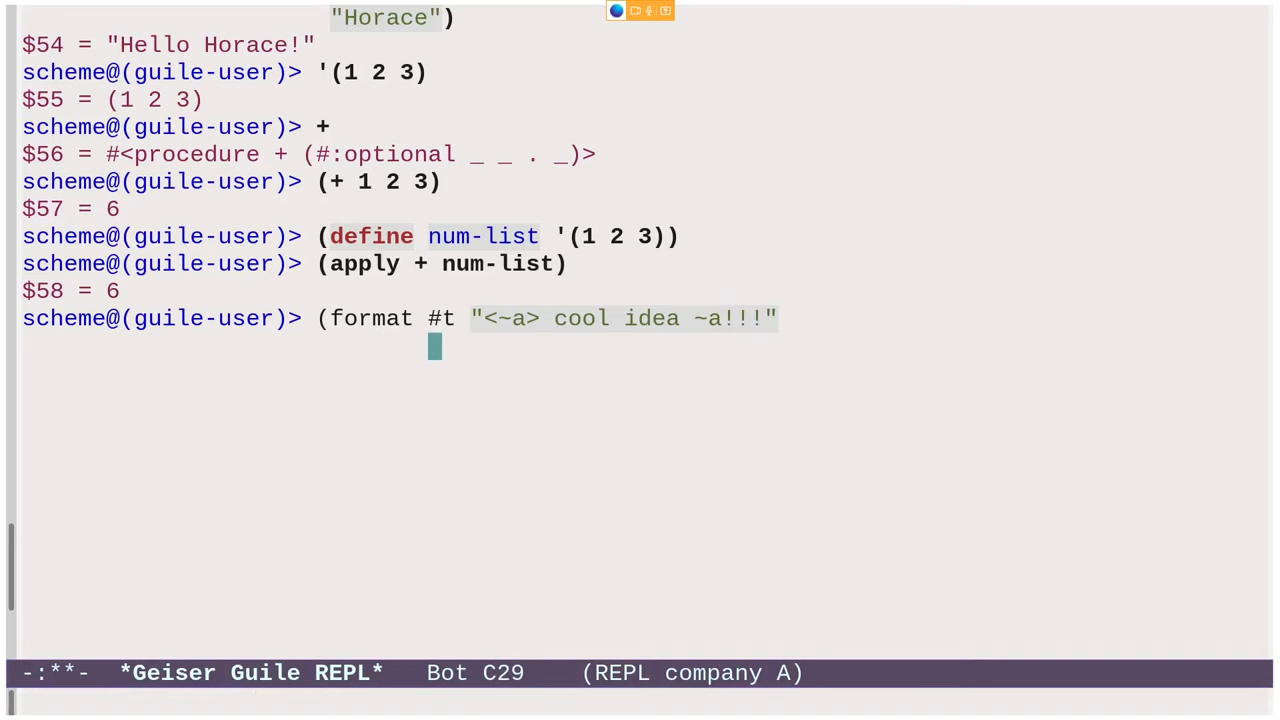 "Horace")
$54 = "Hello Horace!"
scheme@(guile-user)> '(1 2 3)
$55 = (1 2 3)
scheme@(guile-user)> +
$56 = #<procedure + (#:optional _ _ . _)>
scheme@(guile-user)> (+ 1 2 3)
$57 = 6
scheme@(guile-user)> (define num-list '(1 2 3))
scheme@(guile-user)> (apply + num-list)
$58 = 6
scheme@(guile-user)> (format #t "<~a> cool idea ~a!!!"
-:**-  *Geiser Guile REPL*   Bot C29    (REPL company A)